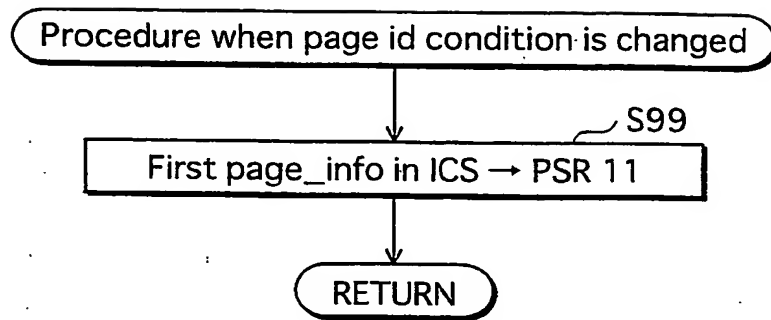 Procedure when page id condition is changed
S99
First page_info in ICS → PSR 11
RETURN